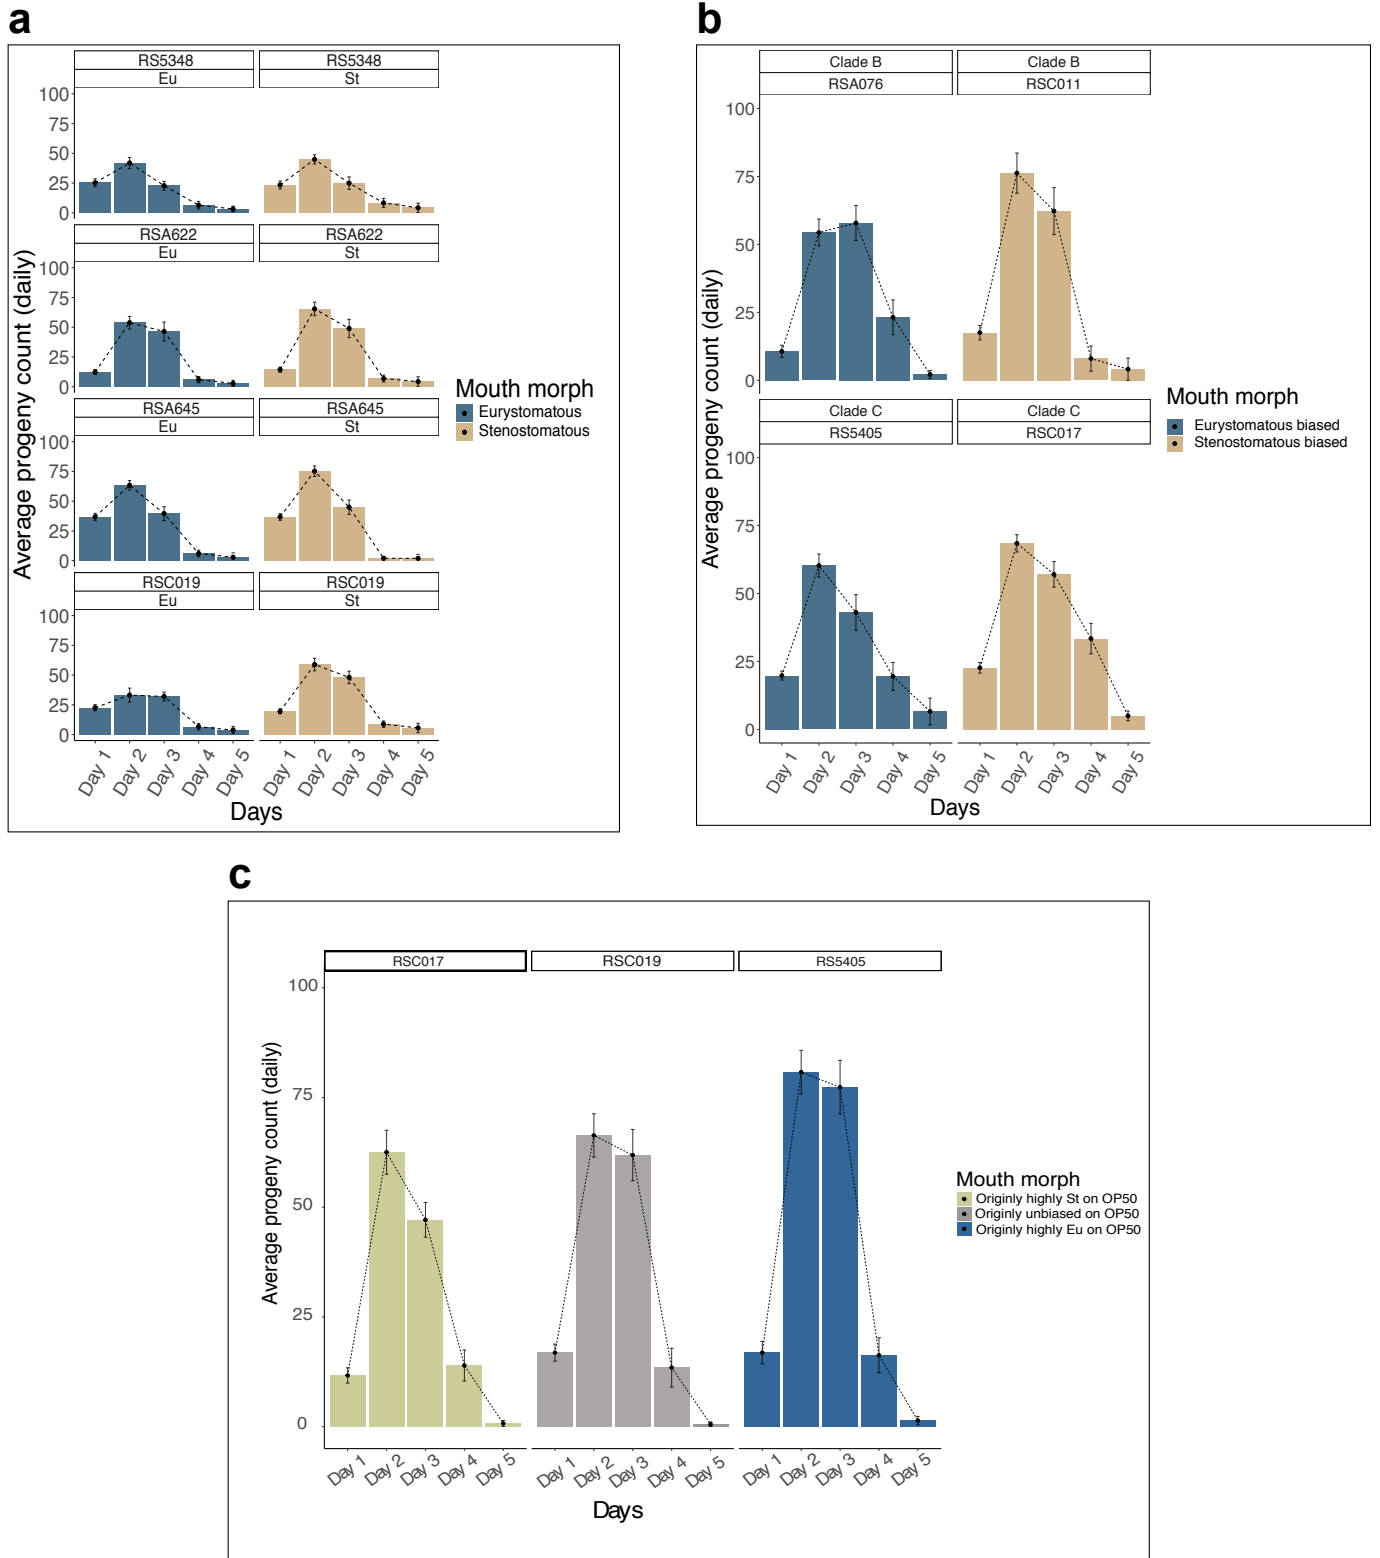 a
RS5348
RS5348
Eu
St
100
75
50
25
0
RSA622
RSA622
Eu
St
100
75
50
25
0
RSA645
RSA645
Eu
St
100
75
50
25
0
RSC019
RSC019
Eu
St
100
75
50
25
0
Day 1
Day 2
Day 3
Day 4
Day 5
Day 1
Day 2
Day 3
Day 4
Day 5
Days
Average progeny count (daily)
Mouth morph
Eurystomatous
Stenostomatous
b
Clade B
Clade B
RSA076
RSC011
100
75
50
25
0
Clade C
Clade C
RS5405
RSC017
100
75
50
25
0
Day 1
Day 2
Day 3
Day 4
Day 5
Day 1
Day 2
Day 3
Day 4
Day 5
Days
Average progeny count (daily)
Mouth morph
Eurystomatous biased
Stenostomatous biased
c
RSC017
RSC019
RS5405
100
75
50
25
0
Day 1
Day 2
Day 3
Day 4
Day 5
Day 1
Day 2
Day 3
Day 4
Day 5
Day 1
Day 2
Day 3
Day 4
Day 5
Days
Average progeny count (daily)
Mouth morph
Originly highly St on OP50
Originly unbiased on OP50
Originly highly Eu on OP50